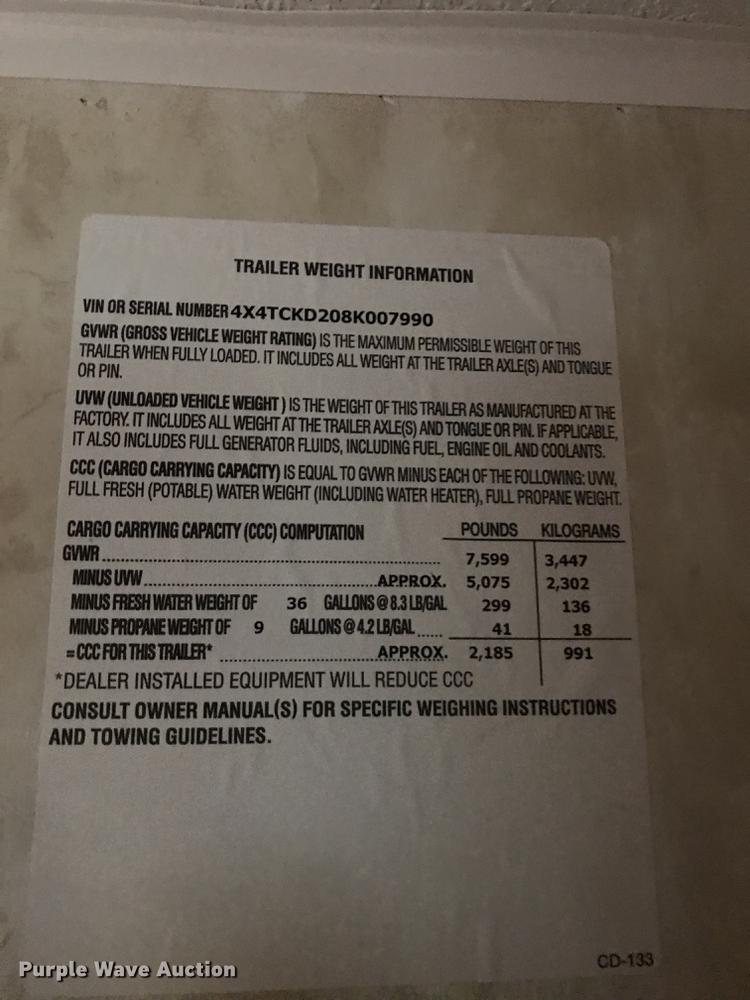 TRAILER WEIGHT INFORMATION
VIN OR SERIAL NUMBER 4X4TCKD208K007990
GVWR (GROSS VEHICLE WEIGHT RATING) IS THE MAXIMUM PERMISSIBLE WEIGHT OF THIS
TRAILER WHEN FULLY LOADED. IT INCLUDES ALL WEIGHT AT THE TRAILER AXLE(S) AND TONGUE
OR PIN.
UVW (UNLOADED VEHICLE WEIGHT ) IS THE WEIGHT OF THIS TRAILER AS MANUFACTURED AT THE
FACTORY. IT INCLUDES ALL WEIGHT AT THE TRAILER AXLE(S) AND TONGUE OR PIN. IF APPLICABLE,
IT ALSO INCLUDES FULL GENERATOR FLUIDS, INCLUDING FUEL, ENGINE OIL AND COOLANTS.
CCC (CARGO CARRYING CAPACITY) IS EQUAL TO GVWR MINUS EACH OF THE FOLLOWING: UVW,
FULL FRESH (POTABLE) WATER WEIGHT (INCLUDING WATER HEATER), FULL PROPANE WEIGHT.
CARGO CARRYING CAPACITY (CCC) COMPUTATION POUNDS KILOGRAMS
GVWR ........ 7,599 3,447
MINUS UVW ........ APPROX. 5,075 2,302
MINUS FRESH WATER WEIGHT OF 36 GALLONS @ 8.3 LB/GAL 299 136
MINUS PROPANE WEIGHT OF 9 GALLONS @ 4.2 LB/GAL ...... 41 18
= CCC FOR THIS TRAILER* ........ APPROX. 2,185 991
*DEALER INSTALLED EQUIPMENT WILL REDUCE CCC
CONSULT OWNER MANUAL(S) FOR SPECIFIC WEIGHING INSTRUCTIONS
AND TOWING GUIDELINES.
CD-133
Purple Wave Auction